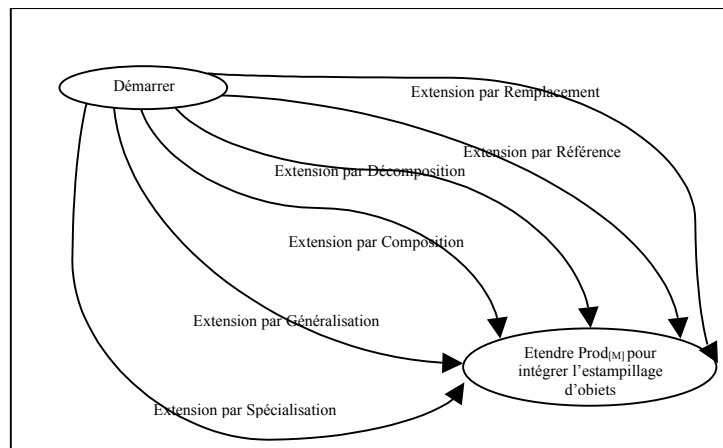 Démarrer
Extension par Remplacement
Extension par Référence
Extension par Décomposition
Extension par Composition
Extension par Généralisation
Extension par Spécialisation
Etendre Prod[M] pour
intégrer l’estampillage
d’objets